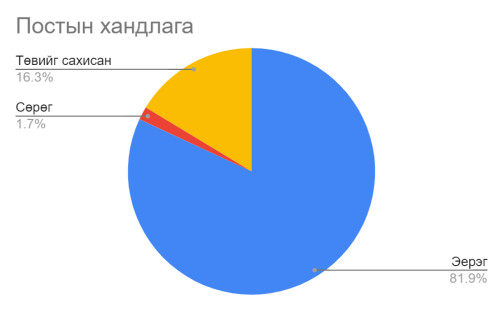 Постын хандлага
Төвийг сахисан
16.3%
Сөрөг
1.7%
Эерэг
81.9%